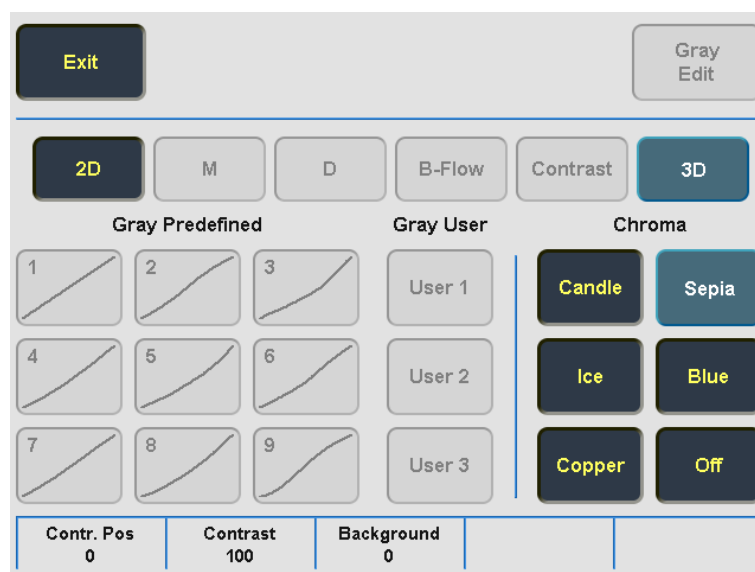 Exit
Gray
Edit
2D
M
D
B-Flow
Contrast
3D
Gray Predefined
Gray User
Chroma
1
2
3
User 1
Candle
Sepia
4
5
6
User 2
Ice
Blue
7
8
9
User 3
Copper
Off
Contr. Pos
0
Contrast
100
Background
0